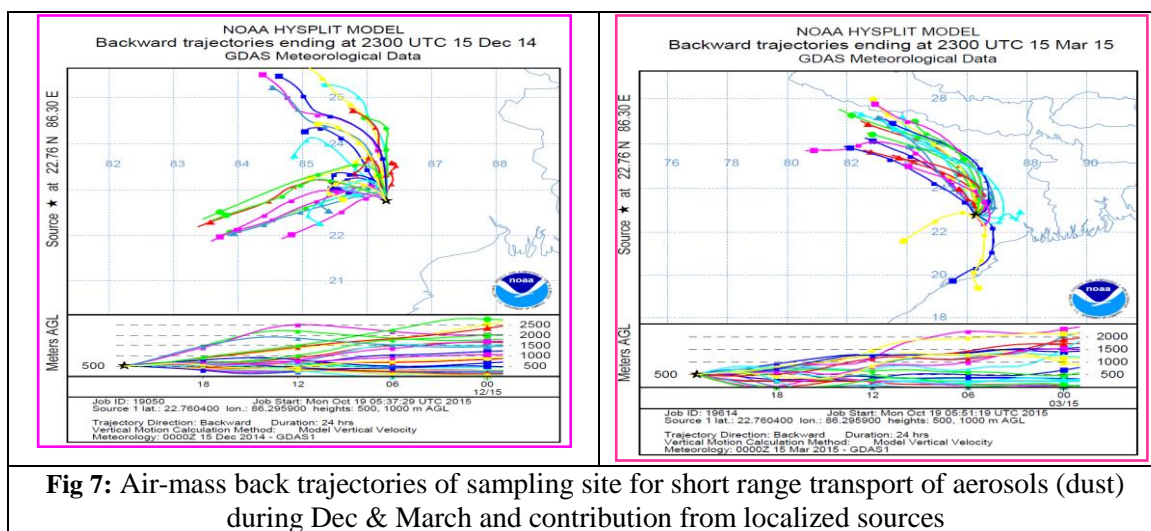 NOAA HYSPLIT MODEL
Backward trajectories ending at 2300 UTC 15 Dec 14
GDAS Meteorological Data
Source ★ at 22.76 N 86.30 E
82
83
84
85
86
87
88
25
24
22
21
noaa
Meters AGL
500
2500
2000
1500
1000
500
18
12
06
00
12/15
Job ID: 19050 Job Start: Mon Oct 19 05:37:29 UTC 2015
Source 1 lat.: 22.760400 lon.: 86.295900 heights: 500, 1000 m AGL
Trajectory Direction: Backward Duration: 24 hrs
Vertical Motion Calculation Method: Model Vertical Velocity
Meteorology: 0000Z 15 Dec 2014 - GDAS1
NOAA HYSPLIT MODEL
Backward trajectories ending at 2300 UTC 15 Mar 15
GDAS Meteorological Data
Source ★ at 22.76 N 86.30 E
76
78
82
84
86
88
90
28
26
24
22
20
18
noaa
Meters AGL
500
2000
1500
1000
500
18
12
06
00
03/15
Job ID: 19614 Job Start: Mon Oct 19 05:51:19 UTC 2015
Source 1 lat.: 22.760400 lon.: 86.295900 heights: 500, 1000 m AGL
Trajectory Direction: Backward Duration: 24 hrs
Vertical Motion Calculation Method: Model Vertical Velocity
Meteorology: 0000Z 15 Mar 2015 - GDAS1
Fig 7: Air-mass back trajectories of sampling site for short range transport of aerosols (dust)
during Dec & March and contribution from localized sources